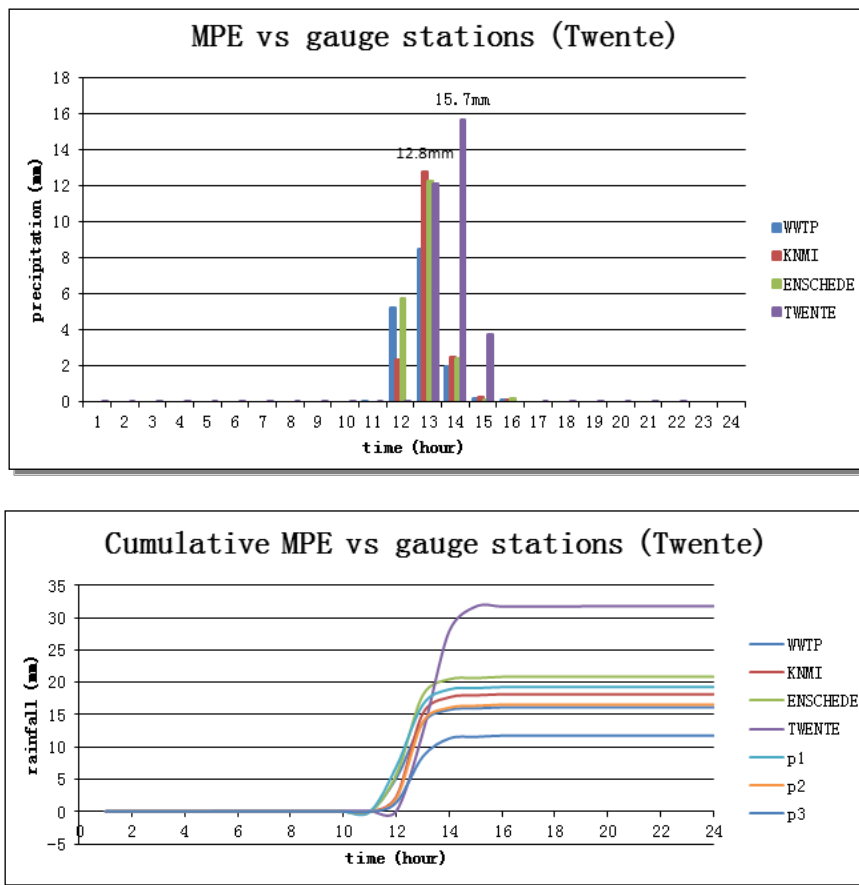 MPE vs gauge stations (Twente)
18
16
14
12
10
8
6
4
2
0
precipitation (mm)
15.7mm
12.8mm
1 2 3 4 5 6 7 8 9 10 11 12 13 14 15 16 17 18 19 20 21 22 23 24
time (hour)
WWTP
KNMI
ENSCHEDE
TWENTE
Cumulative MPE vs gauge stations (Twente)
35
30
25
20
15
10
5
0
-5
rainfall (mm)
0 2 4 6 8 10 12 14 16 18 20 22 24
time (hour)
WWTP
KNMI
ENSCHEDE
TWENTE
p1
p2
p3